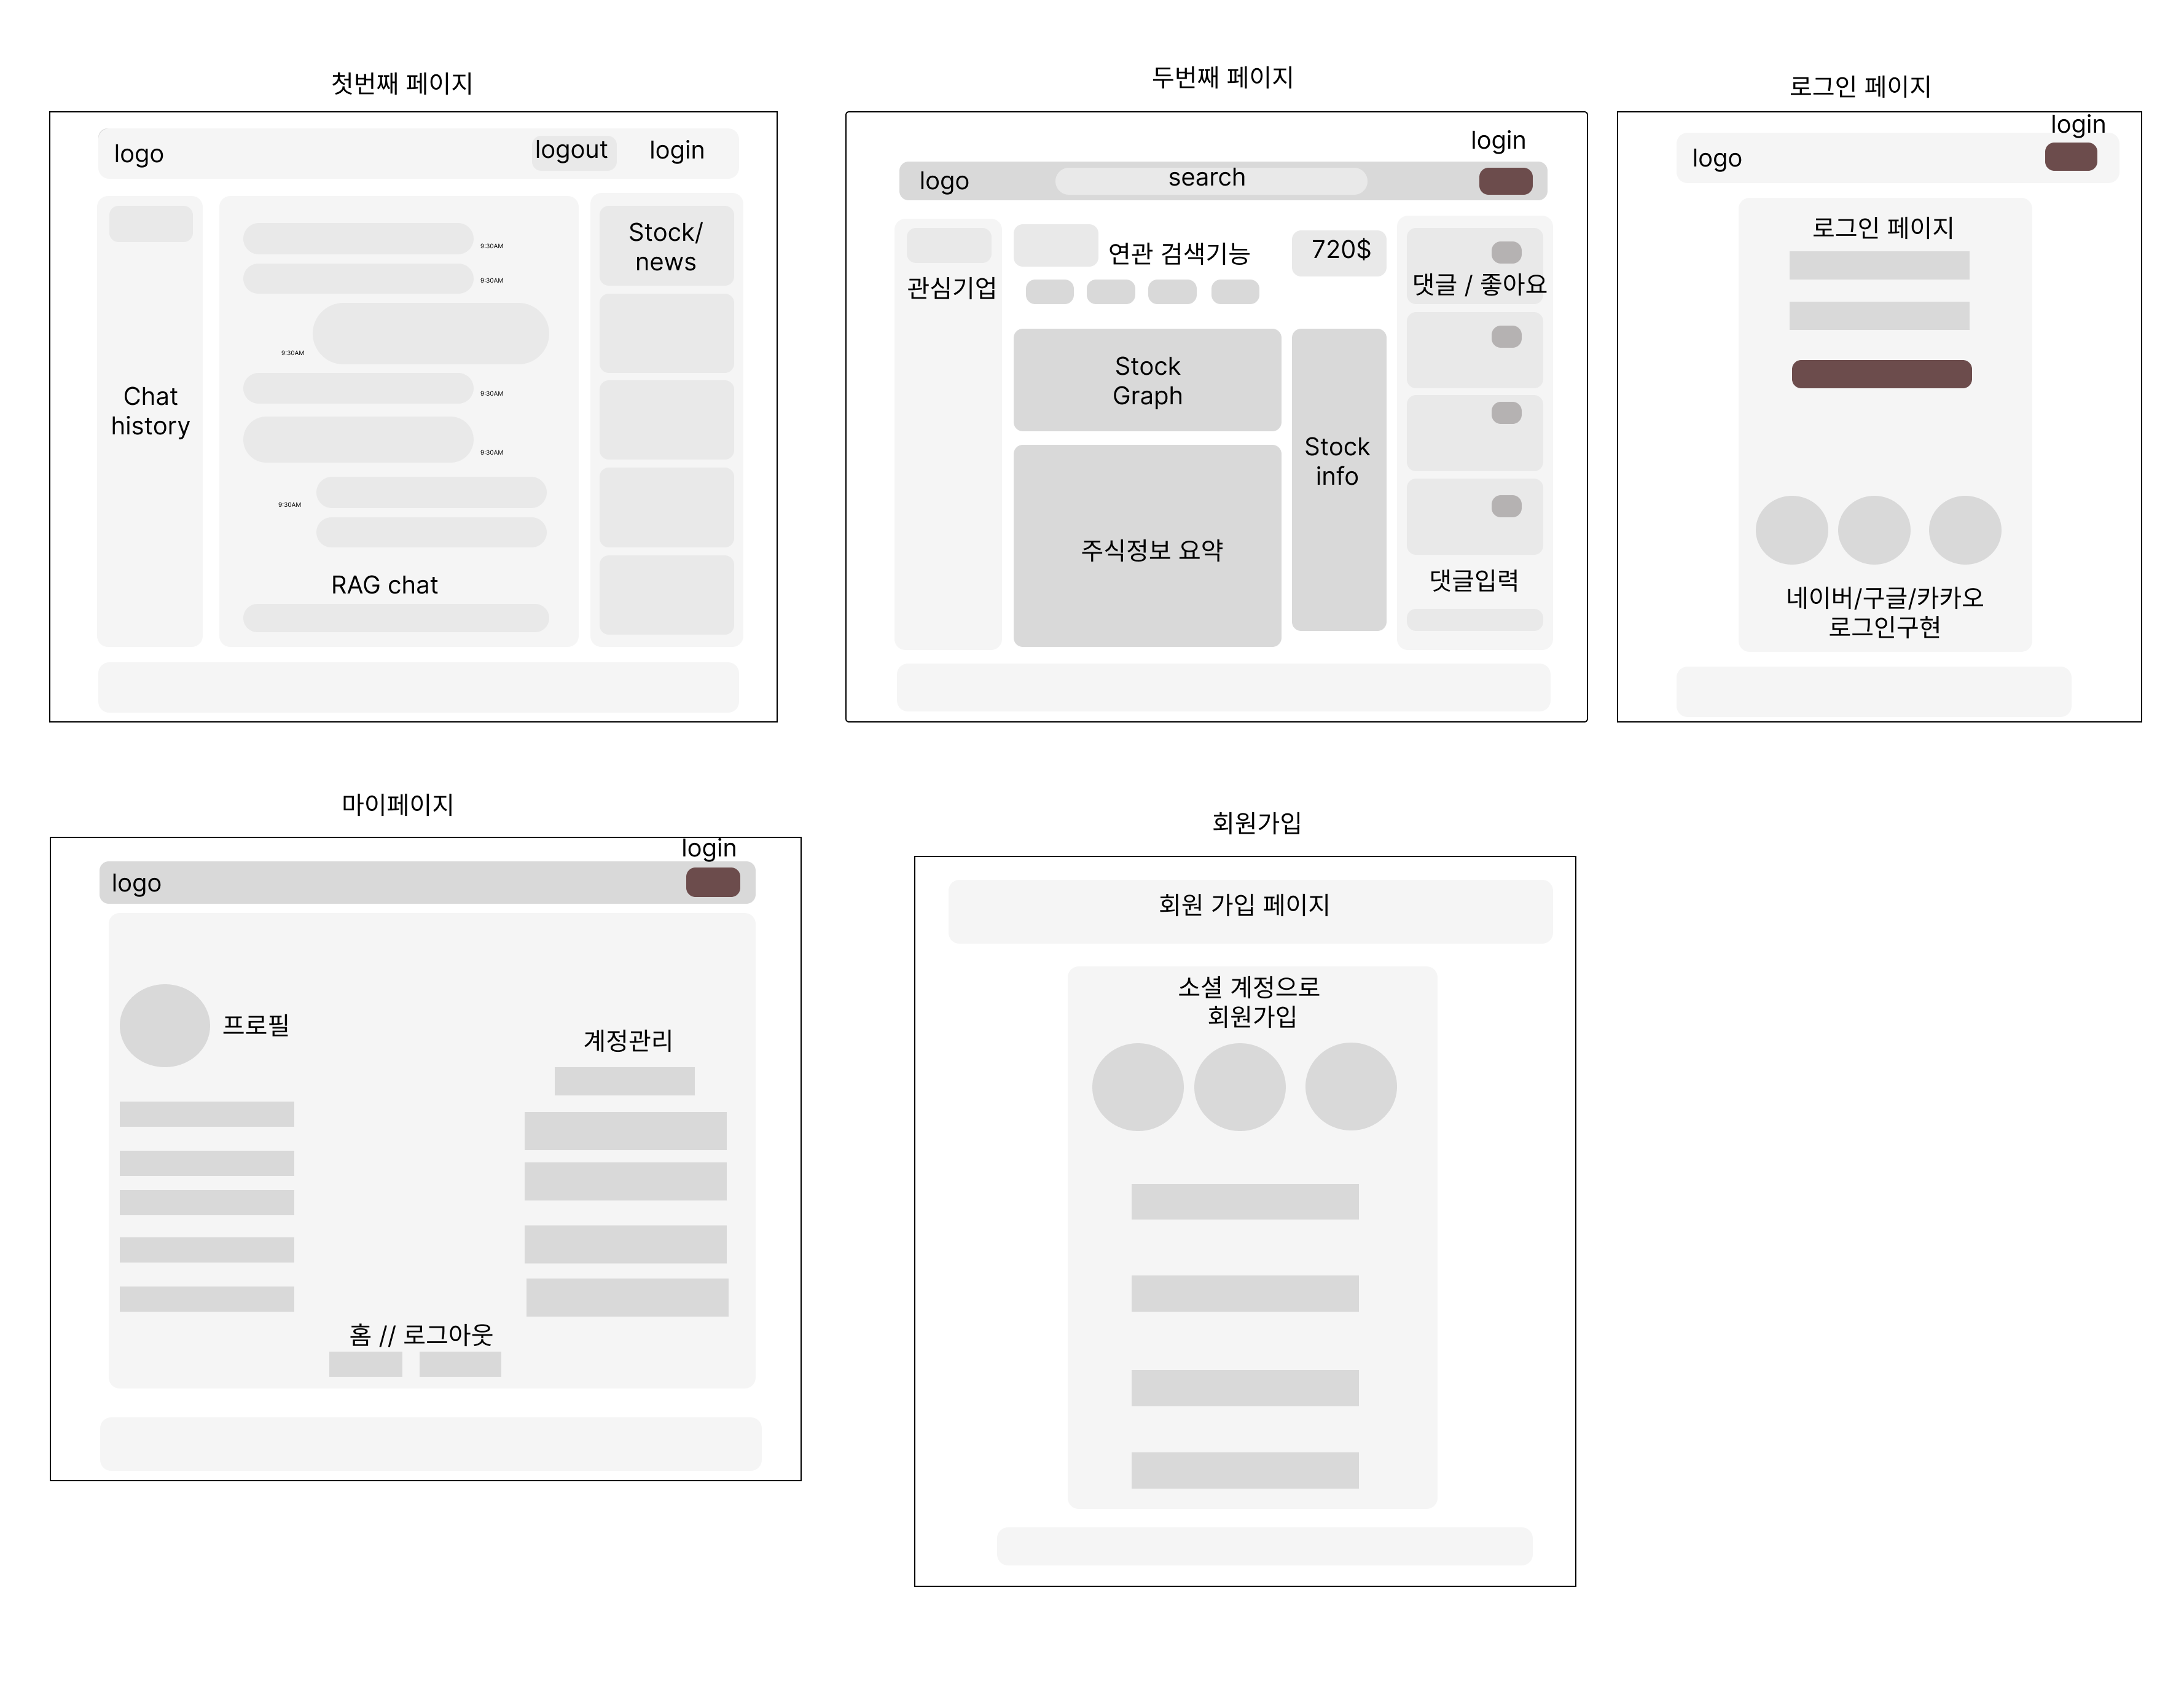 첫번째 페이지
logo
logout
login
Chat
history
9:30AM
9:30AM
9:30AM
9:30AM
9:30AM
9:30AM
RAG chat
Stock/
news
두번째 페이지
login
logo
search
관심기업
연관 검색기능
720$
Stock
Graph
Stock
info
주식정보 요약
댓글 / 좋아요
댓글입력
로그인 페이지
login
logo
로그인 페이지
네이버/구글/카카오
로그인구현
마이페이지
login
logo
프로필
계정관리
홈 // 로그아웃
회원가입
회원 가입 페이지
소셜 계정으로
회원가입